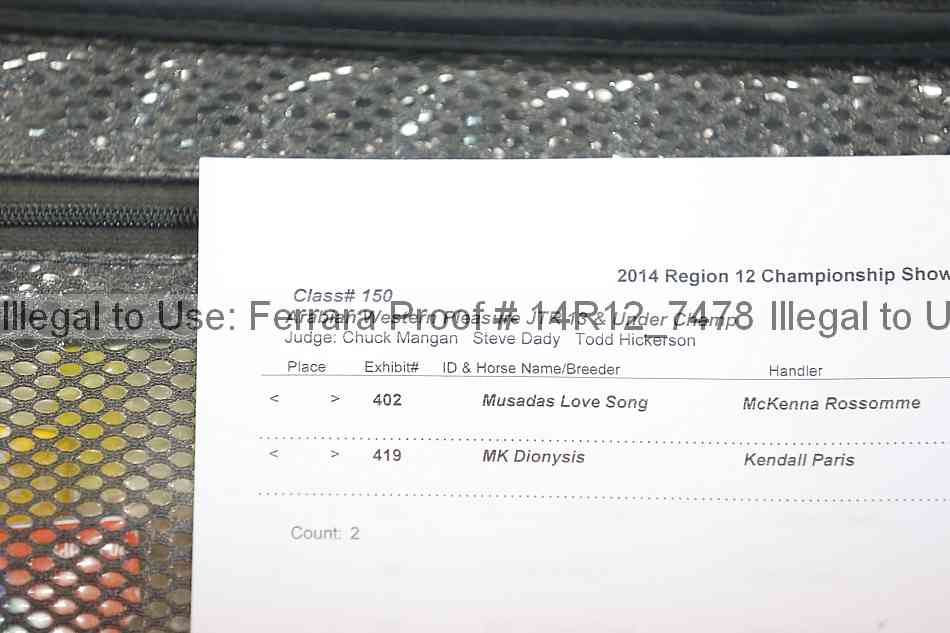 2014 Region 12 Championship Show
Class# 150
Arabian Western Pleasure JTR 13 & Under Champ
Illegal to Use: Ferrara Proof # 14R12_7478 Illegal to U
Judge: Chuck Mangan Steve Dady Todd Hickerson
Place Exhibit# ID & Horse Name/Breeder Handler
< > 402 Musadas Love Song McKenna Rossomme
< > 419 MK Dionysis Kendall Paris
Count: 2